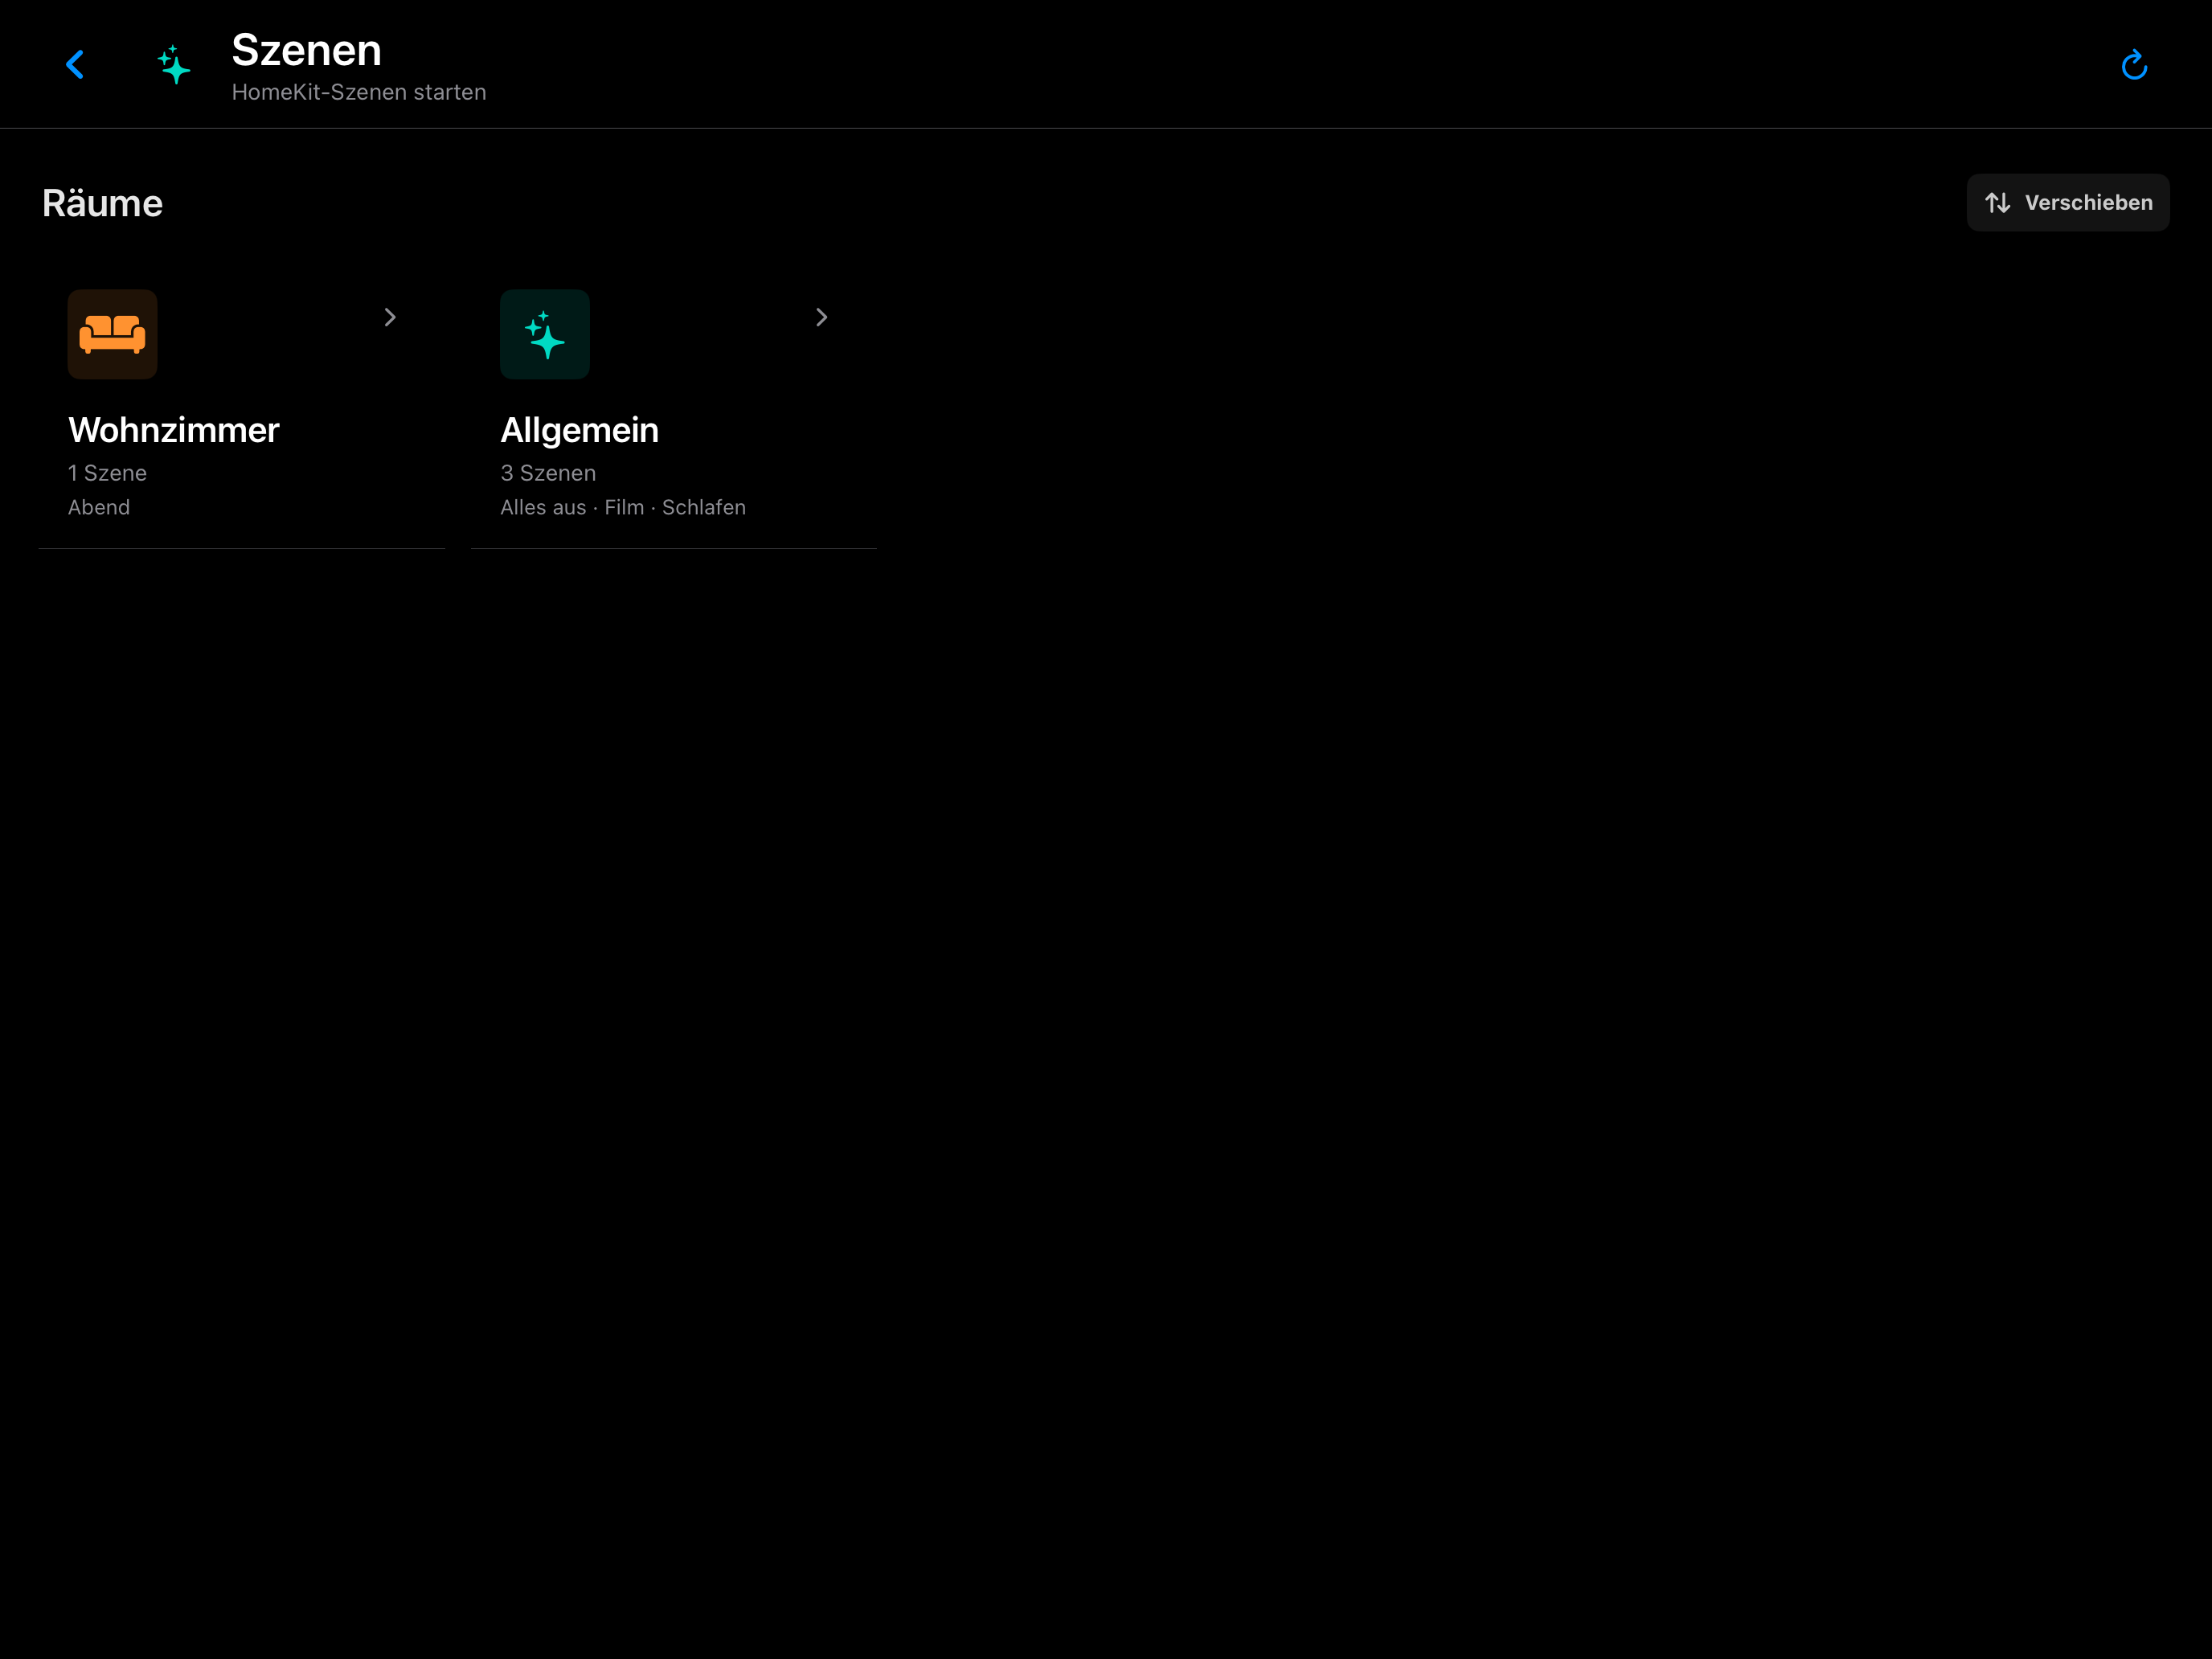 Szenen
HomeKit-Szenen starten
Räume
Verschieben
Wohnzimmer
1 Szene
Abend
Allgemein
3 Szenen
Alles aus · Film · Schlafen